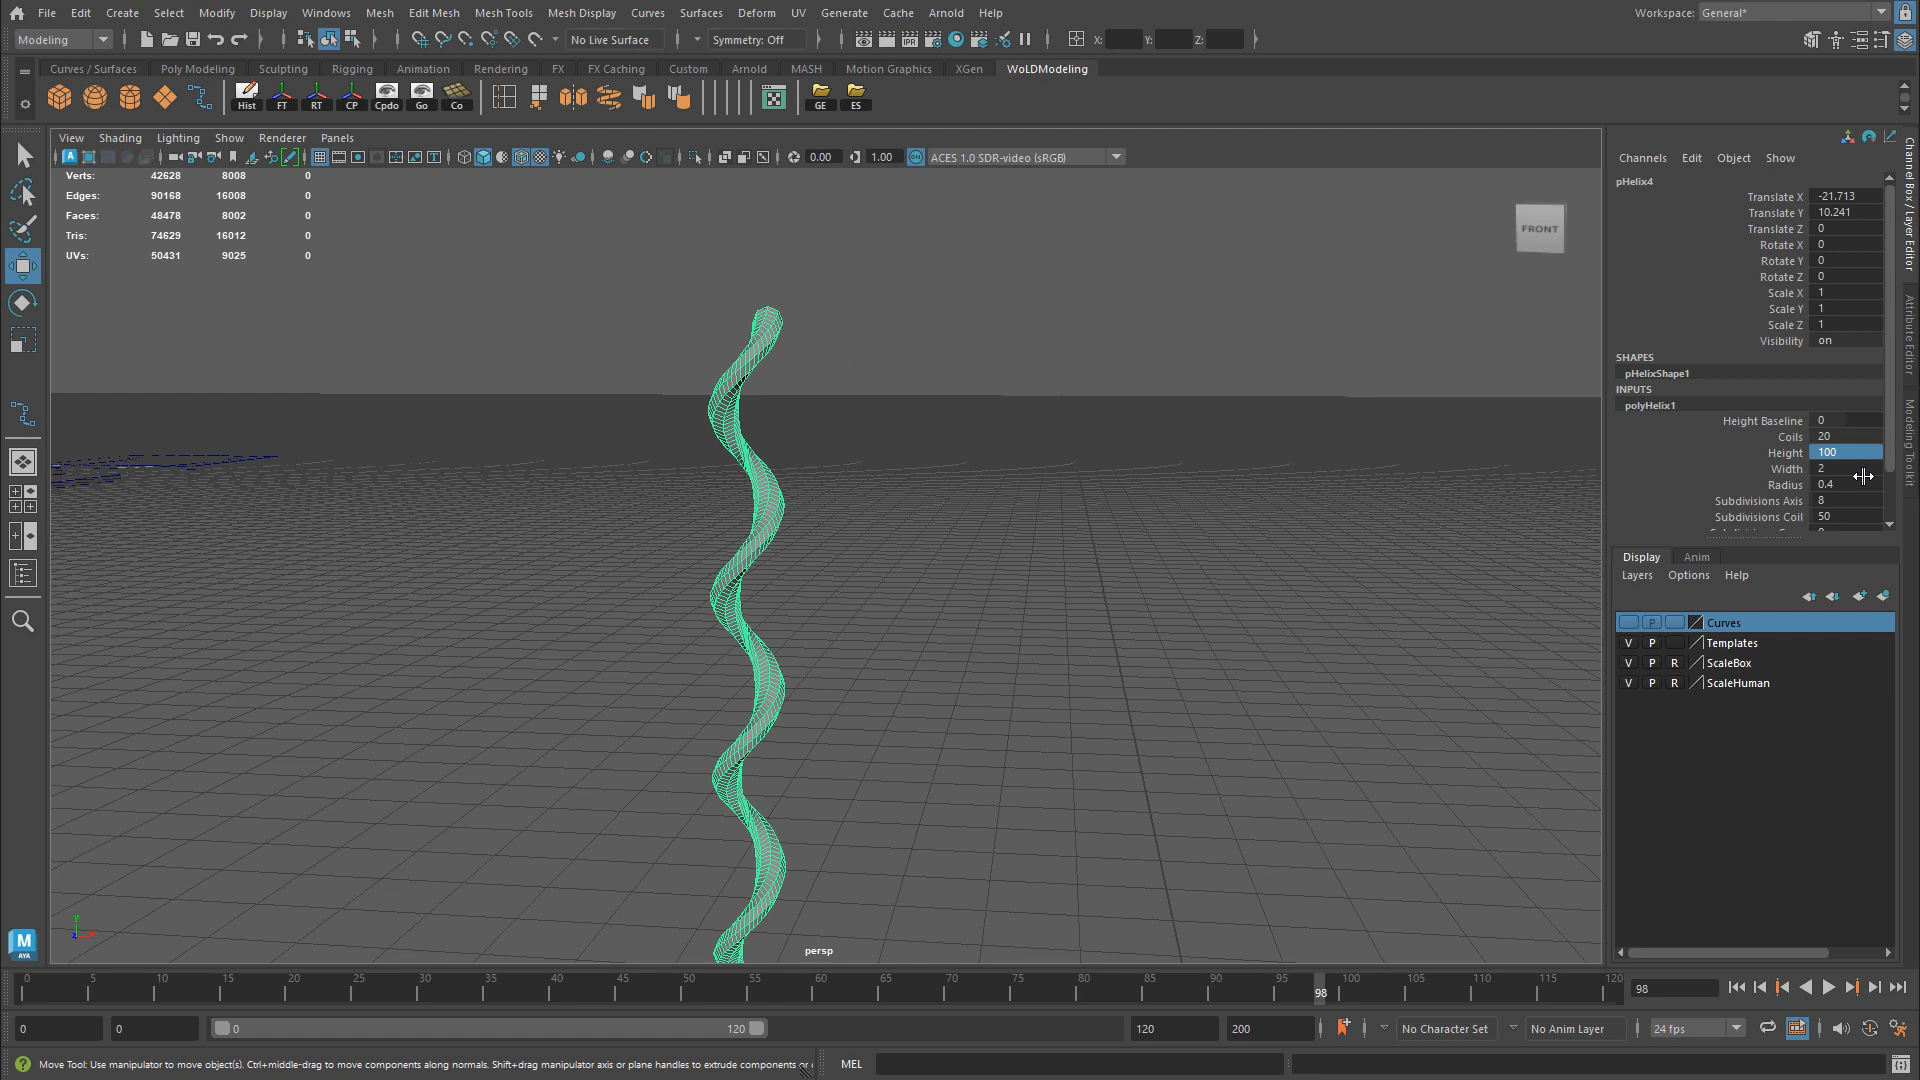 File Edit Create Select Modify Display Windows Mesh Edit Mesh Mesh Tools Mesh Display Curves Surfaces Deform UV Generate Cache Arnold Help Workspace: General*
Modeling No Live Surface Symmetry: Off X: Y: Z:
Curves / Surfaces Poly Modeling Sculpting Rigging Animation Rendering FX FX Caching Custom Arnold MASH Motion Graphics XGen WoLDModeling
Hist FT RT CP Cpdo Go Co GE ES
View Shading Lighting Show Renderer Panels
0.00 1.00 ON ACES 1.0 SDR-video (sRGB)
Verts: 42628 8008 0
Edges: 90168 16008 0
Faces: 48478 8002 0
Tris: 74629 16012 0
UVs: 50431 9025 0
FRONT
persp
Channels Edit Object Show
pHelix4
Translate X -21.713
Translate Y 10.241
Translate Z 0
Rotate X 0
Rotate Y 0
Rotate Z 0
Scale X 1
Scale Y 1
Scale Z 1
Visibility on
SHAPES
pHelixShape1
INPUTS
polyHelix1
Height Baseline 0
Coils 20
Height 100
Width 2
Radius 0.4
Subdivisions Axis 8
Subdivisions Coil 50
Display Anim
Layers Options Help
P Curves
V P Templates
V P R ScaleBox
V P R ScaleHuman
Channel Box / Layer Editor
Attribute Editor
Modeling Toolkit
M
AYA
0 5 10 15 20 25 30 35 40 45 50 55 60 65 70 75 80 85 90 95 98 100 105 110 115 120 98
0 0 0 120 120 200 No Character Set No Anim Layer 24 fps
Move Tool: Use manipulator to move object(s). Ctrl+middle-drag to move components along normals. Shift+drag manipulator axis or plane handles to extrude components or MEL